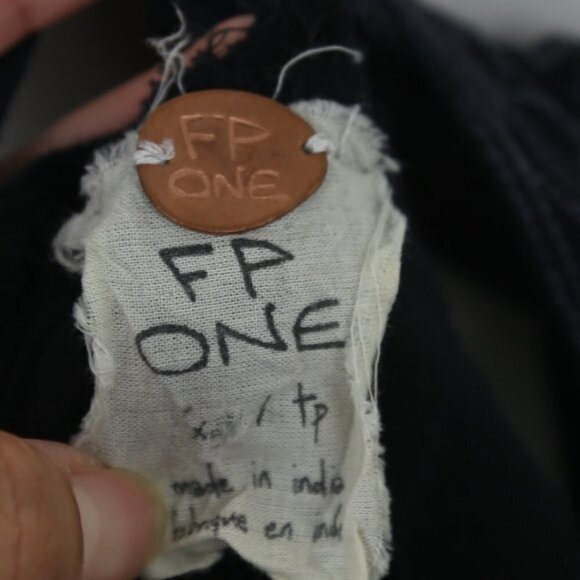 FP
ONE
FP
ONE
/ tp
made in india
en